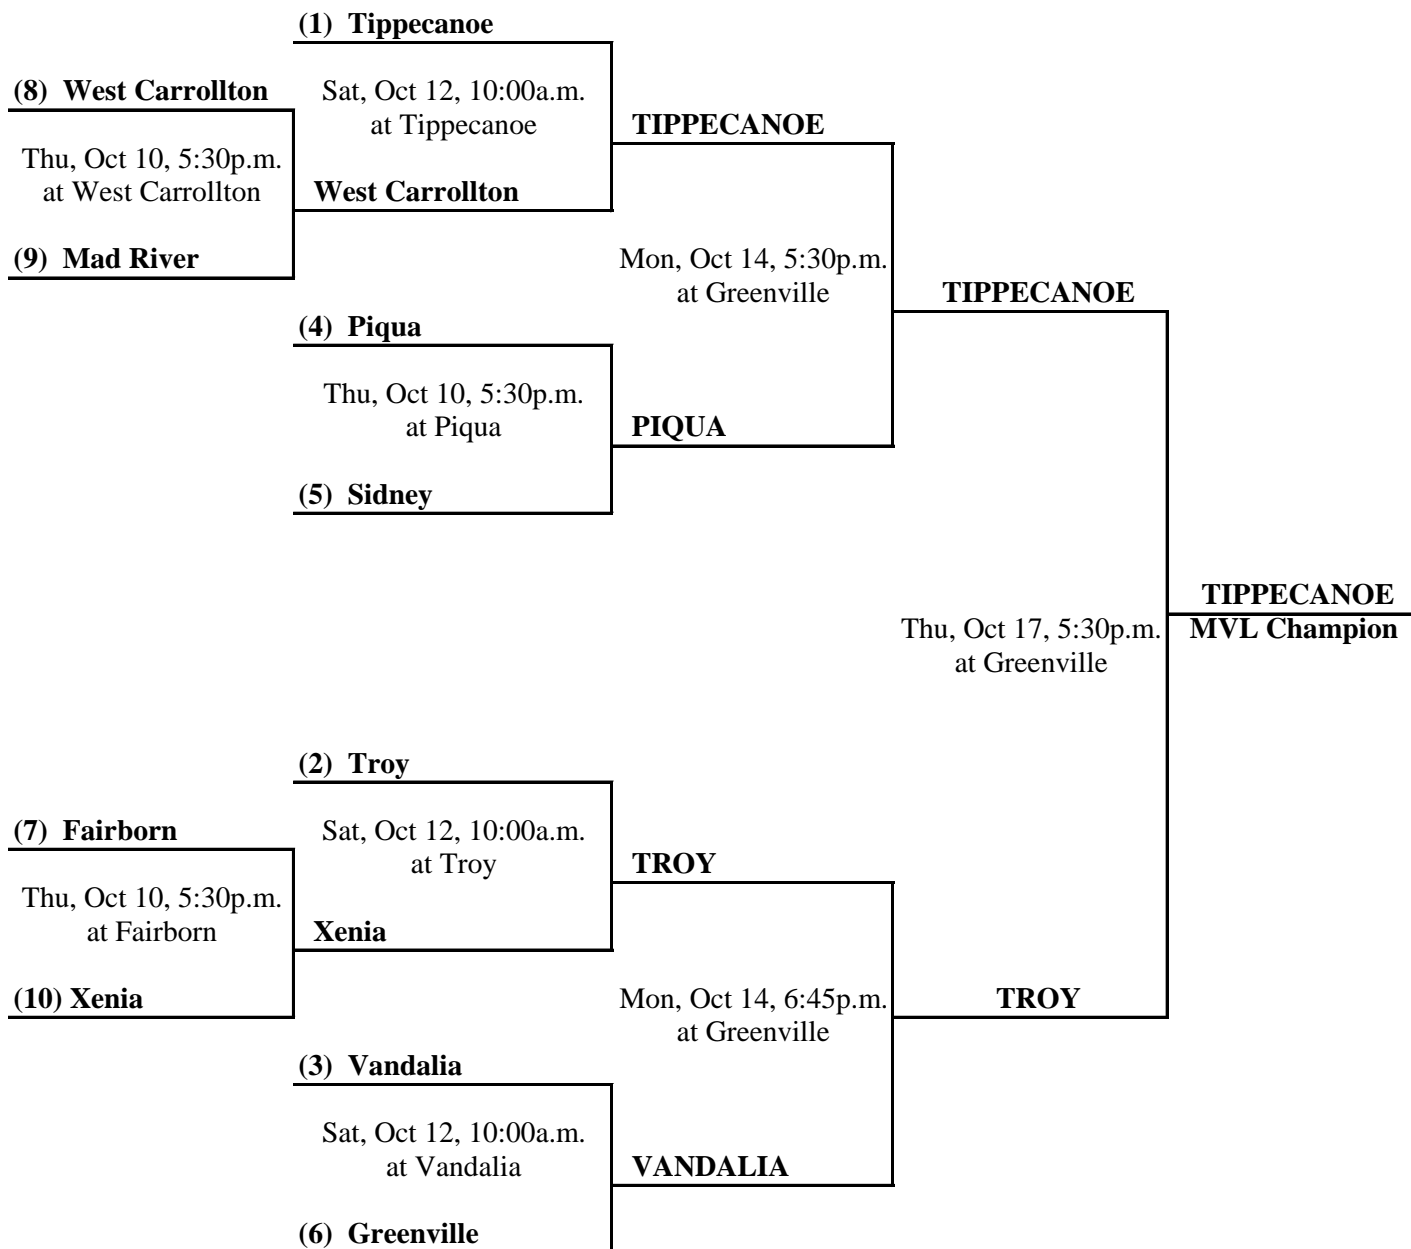 (1) Tippecanoe
(8) West Carrollton
Sat, Oct 12, 10:00a.m.
at Tippecanoe
TIPPECANOE
Thu, Oct 10, 5:30p.m.
at West Carrollton
West Carrollton
(9) Mad River
Mon, Oct 14, 5:30p.m.
at Greenville
TIPPECANOE
(4) Piqua
Thu, Oct 10, 5:30p.m.
at Piqua
PIQUA
(5) Sidney
TIPPECANOE
Thu, Oct 17, 5:30p.m.
at Greenville
MVL Champion
(2) Troy
(7) Fairborn
Sat, Oct 12, 10:00a.m.
at Troy
TROY
Thu, Oct 10, 5:30p.m.
at Fairborn
Xenia
(10) Xenia
Mon, Oct 14, 6:45p.m.
at Greenville
TROY
(3) Vandalia
Sat, Oct 12, 10:00a.m.
at Vandalia
VANDALIA
(6) Greenville